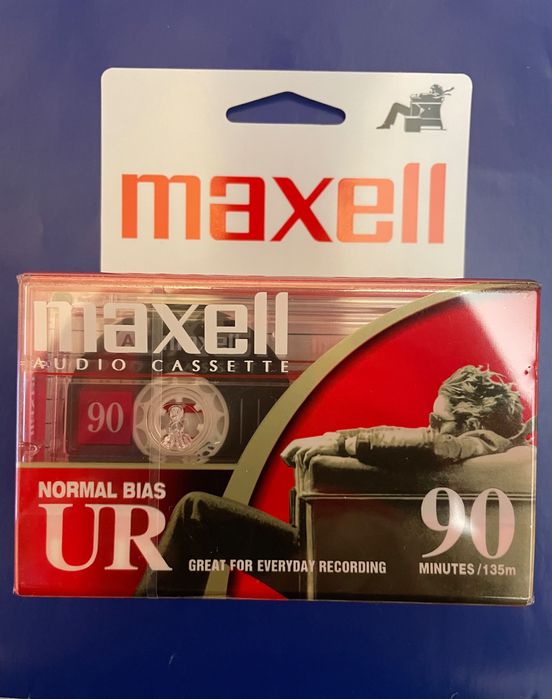 maxell
maxell
AUDIO CASSETTE
90
NORMAL BIAS
UR
GREAT FOR EVERYDAY RECORDING
90
MINUTES/135m